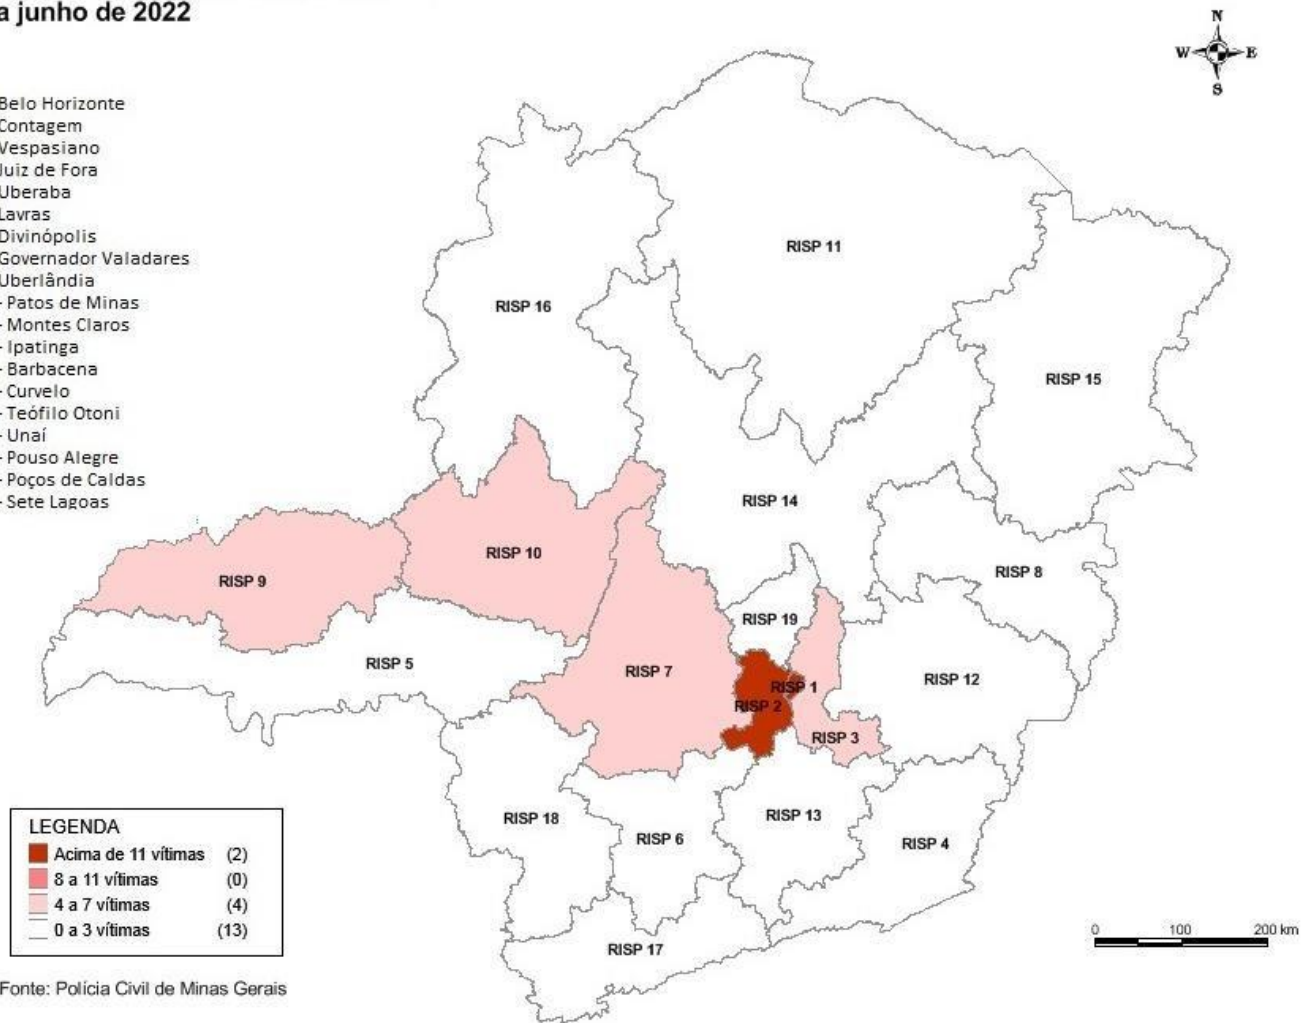 a junho de 2022
N
W E
S
Belo Horizonte
Contagem
Vespasiano
Juiz de Fora
Uberaba
Lavras
Divinópolis
Governador Valadares
Uberlândia
- Patos de Minas
- Montes Claros
- Ipatinga
- Barbacena
- Curvelo
- Teófilo Otoni
- Unaí
- Pouso Alegre
- Poços de Caldas
- Sete Lagoas
RISP 11
RISP 16
RISP 15
RISP 14
RISP 10
RISP 8
RISP 9
RISP 19
RISP 5
RISP 7
RISP 12
RISP 1
RISP 2
RISP 3
RISP 18
RISP 13
RISP 6
RISP 4
RISP 17
LEGENDA
Acima de 11 vítimas (2)
8 a 11 vítimas (0)
4 a 7 vítimas (4)
0 a 3 vítimas (13)
0 100 200 km
Fonte: Polícia Civil de Minas Gerais